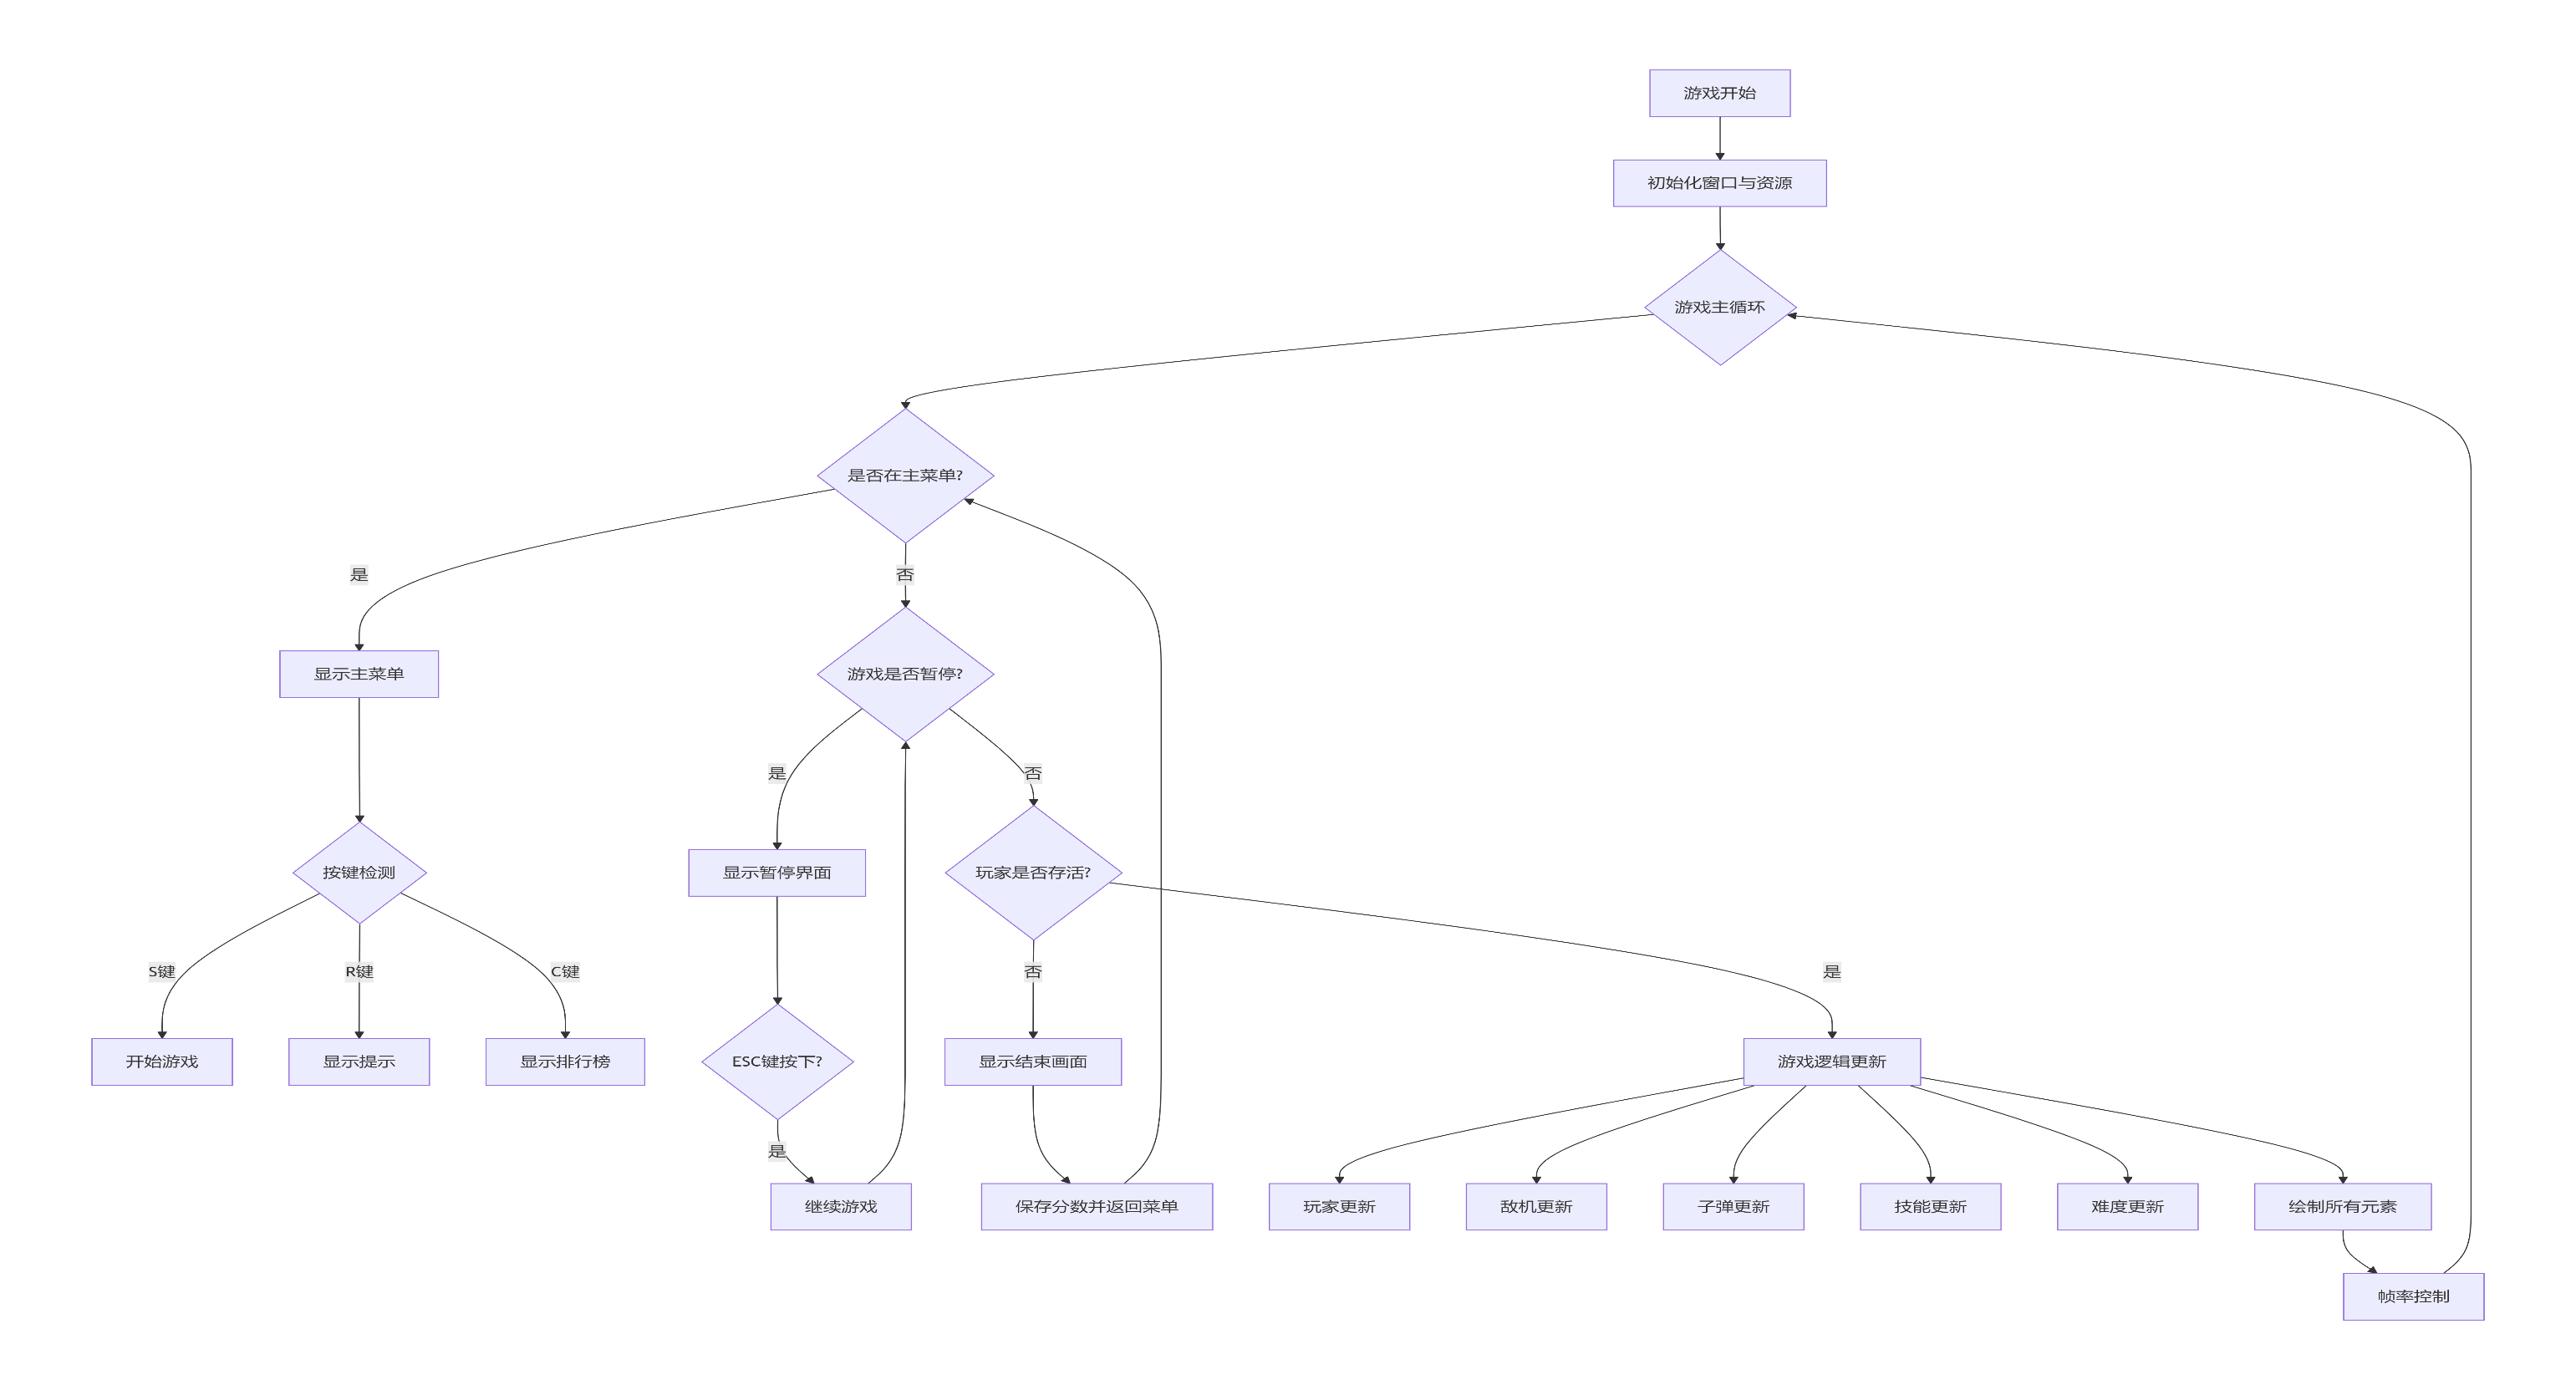 游戏开始
初始化窗口与资源
游戏主循环
是否在主菜单?
是
否
显示主菜单
游戏是否暂停?
是
否
按键检测
显示暂停界面
玩家是否存活?
S键
R键
C键
否
是
开始游戏
显示提示
显示排行榜
ESC键按下?
显示结束画面
游戏逻辑更新
是
继续游戏
保存分数并返回菜单
玩家更新
敌机更新
子弹更新
技能更新
难度更新
绘制所有元素
帧率控制